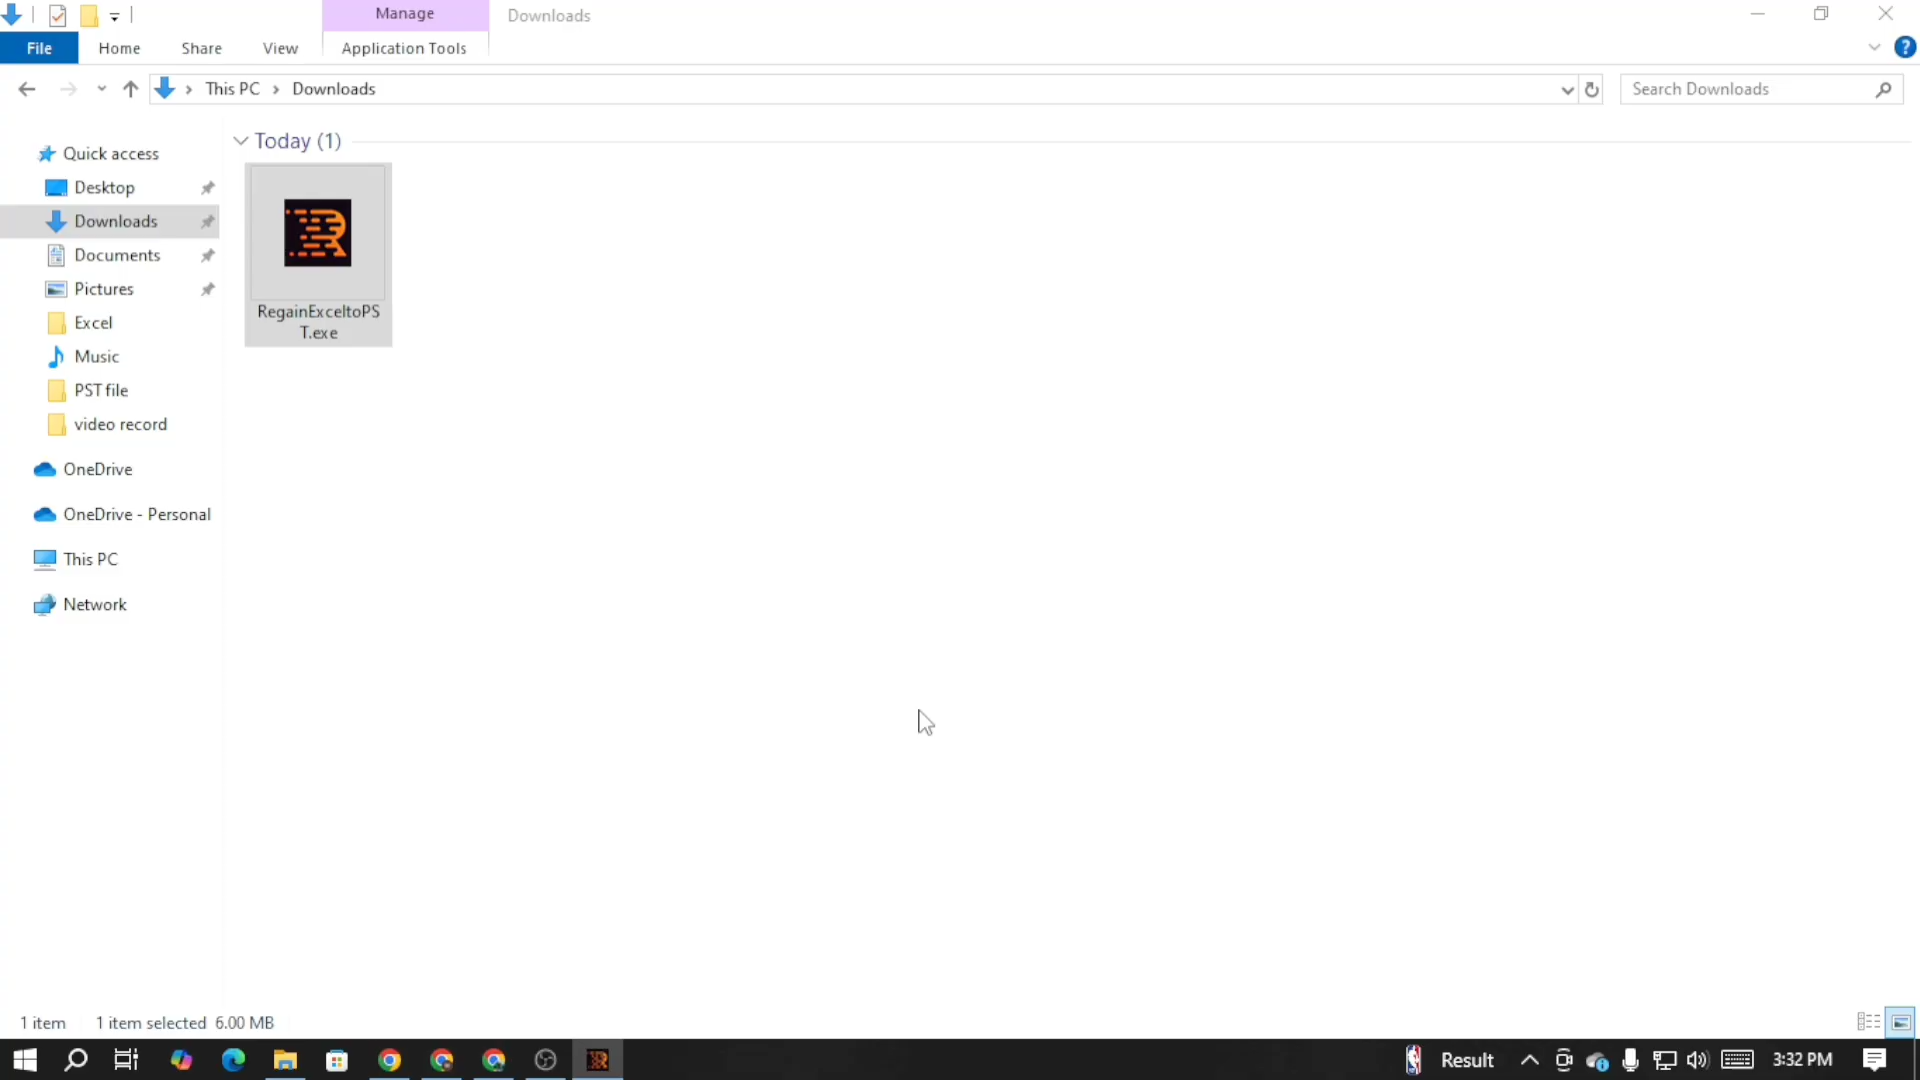 Manage
Downloads
File
Home
Share
View
Application Tools
This PC
Downloads
Search Downloads
Today (1)
RegainExceltoPS
T.exe
Quick access
Desktop
Downloads
Documents
Pictures
Excel
Music
PST file
video record
OneDrive
OneDrive - Personal
This PC
Network
1 item
1 item selected 6.00 MB
Result
3:32 PM